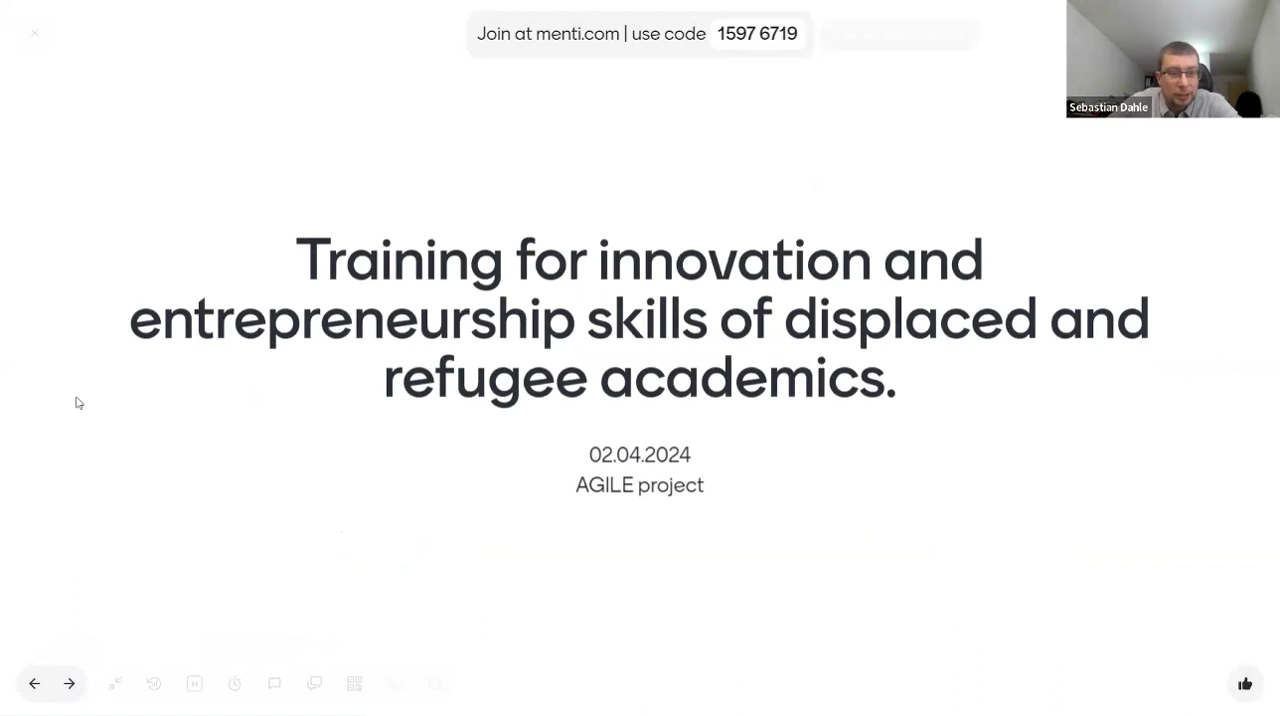 Join at menti.com | use code 1597 6719
Sebastian Dahle
Training for innovation and
entrepreneurship skills of displaced and
refugee academics.
02.04.2024
AGILE project